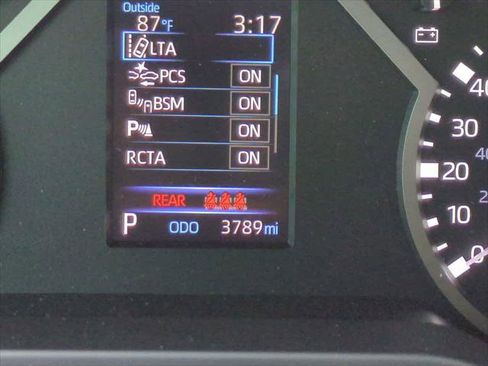 Outside
87°F 3:17
LTA
PCS ON
BSM ON
P ON
RCTA ON
REAR
P ODO 3789 mi
40
30
20
10
0